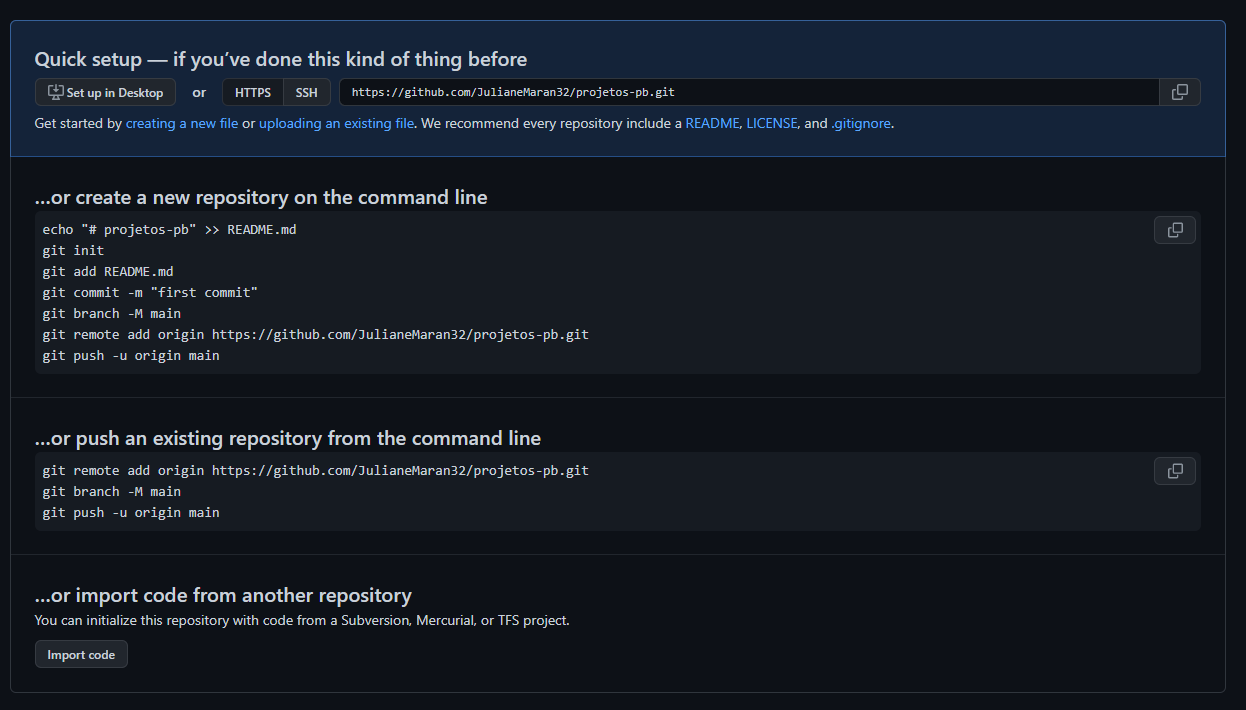 Quick setup — if you've done this kind of thing before
Set up in Desktop or HTTPS SSH https://github.com/JulianeMaran32/projetos-pb.git
Get started by creating a new file or uploading an existing file. We recommend every repository include a README, LICENSE, and .gitignore.
…or create a new repository on the command line
echo "# projetos-pb" >> README.md
git init
git add README.md
git commit -m "first commit"
git branch -M main
git remote add origin https://github.com/JulianeMaran32/projetos-pb.git
git push -u origin main
…or push an existing repository from the command line
git remote add origin https://github.com/JulianeMaran32/projetos-pb.git
git branch -M main
git push -u origin main
…or import code from another repository
You can initialize this repository with code from a Subversion, Mercurial, or TFS project.
Import code